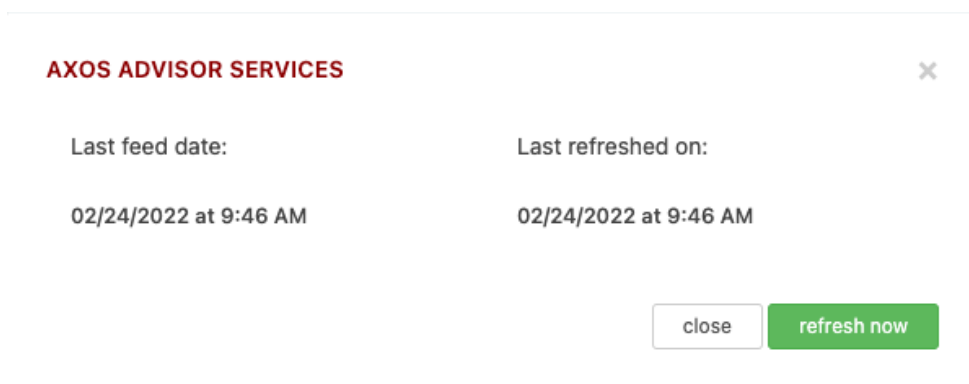 AXOS ADVISOR SERVICES ×
Last feed date: Last refreshed on:
02/24/2022 at 9:46 AM 02/24/2022 at 9:46 AM
close refresh now